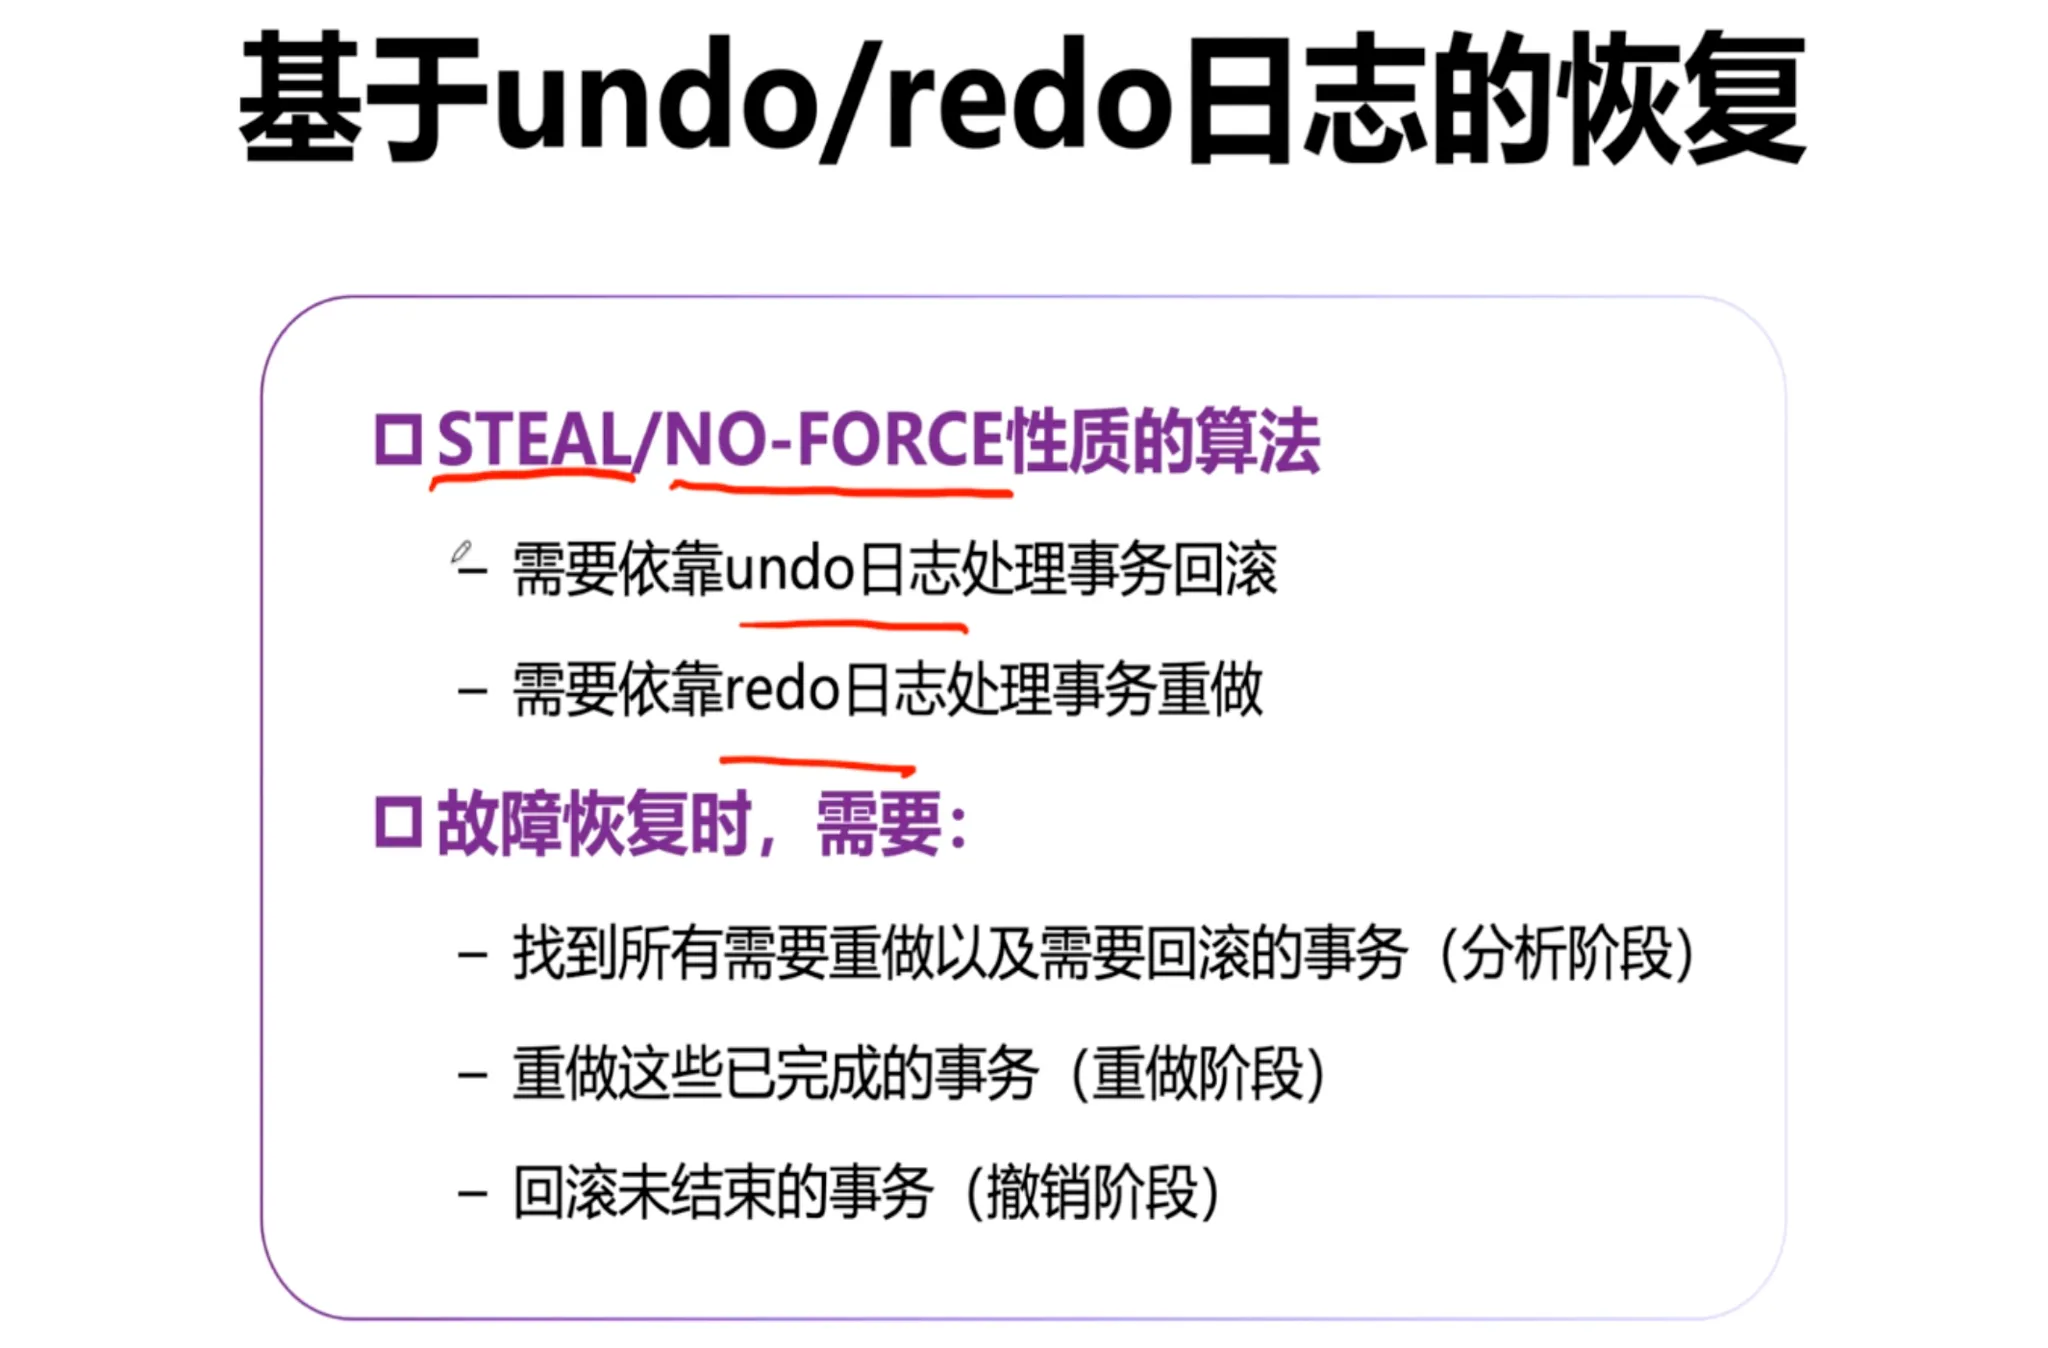 基于undo/redo日志的恢复
STEAL/NO-FORCE性质的算法
– 需要依靠undo日志处理事务回滚
– 需要依靠redo日志处理事务重做
故障恢复时，需要：
– 找到所有需要重做以及需要回滚的事务（分析阶段）
– 重做这些已完成的事务（重做阶段）
– 回滚未结束的事务（撤销阶段）